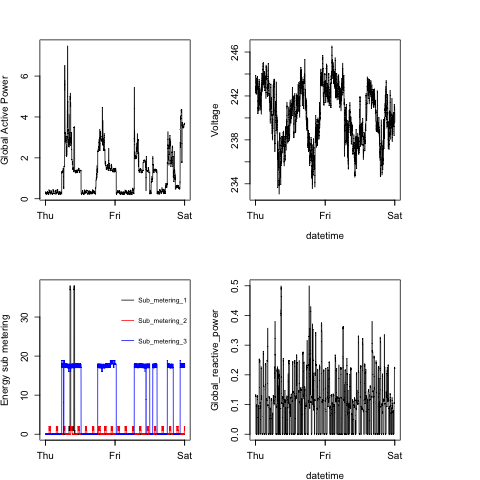 Global Active Power
0 2 4 6
Thu Fri Sat
Voltage
234 238 242 246
Thu Fri Sat
datetime
Energy sub metering
0 10 20 30
Sub_metering_1
Sub_metering_2
Sub_metering_3
Thu Fri Sat
Global_reactive_power
0.0 0.1 0.2 0.3 0.4 0.5
Thu Fri Sat
datetime